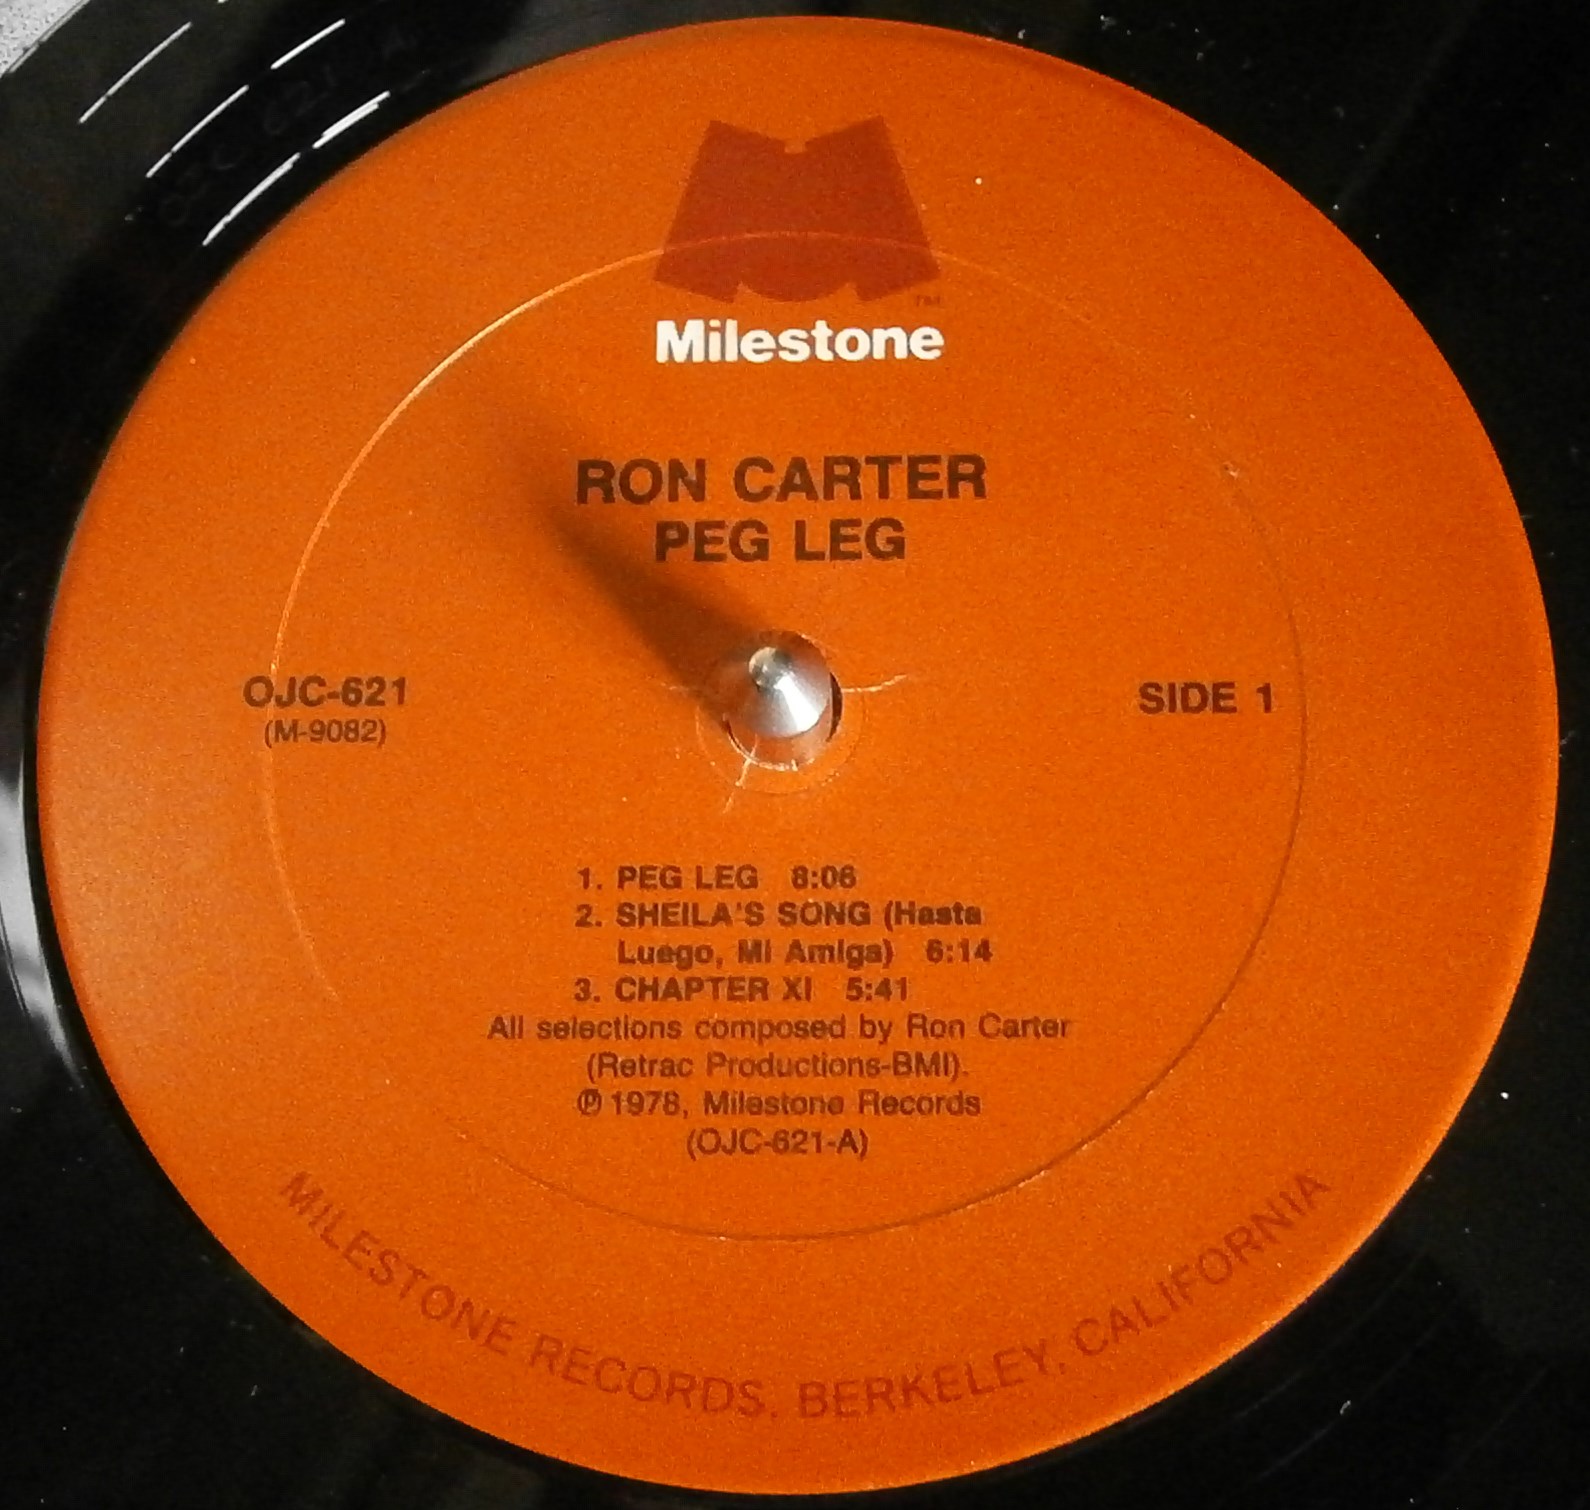 ™
Milestone
RON CARTER
PEG LEG
OJC-621
(M-9082)
SIDE 1
1. PEG LEG 8:06
2. SHEILA'S SONG (Hasta
Luego, Mi Amiga) 6:14
3. CHAPTER XI 5:41
All selections composed by Ron Carter
(Retrac Productions-BMI).
℗ 1978, Milestone Records
(OJC-621-A)
MILESTONE RECORDS, BERKELEY, CALIFORNIA